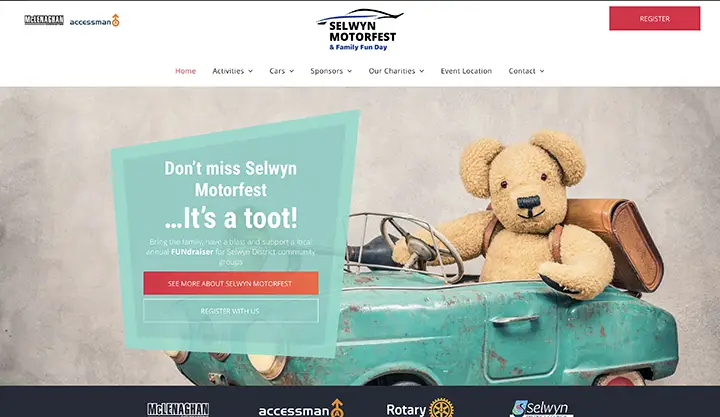 McLENAGHAN
accessman
SELWYN
MOTORFEST
& Family Fun Day
REGISTER
Home
Activities
Cars
Sponsors
Our Charities
Event Location
Contact
Don't miss Selwyn
Motorfest
...It's a toot!
Bring the family, have a blast and support a local
annual FUNdraiser for Selwyn District community
groups
SEE MORE ABOUT SELWYN MOTORFEST
REGISTER WITH US
McLENAGHAN
accessman
Rotary
Selwyn